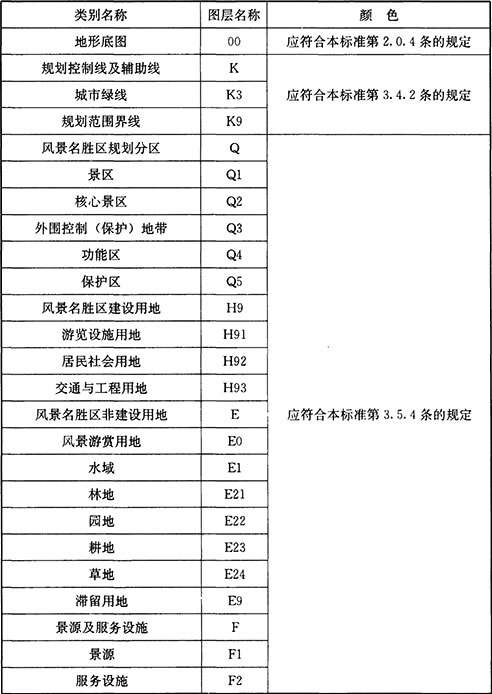 类别名称 图层名称 颜 色
地形底图 00 应符合本标准第2.0.4条的规定
规划控制线及辅助线 K
城市绿线 K3 应符合本标准第3.4.2条的规定
规划范围界线 K9
风景名胜区规划分区 Q
景区 Q1
核心景区 Q2
外围控制（保护）地带 Q3
功能区 Q4
保护区 Q5
风景名胜区建设用地 H9
游览设施用地 H91
居民社会用地 H92
交通与工程用地 H93
风景名胜区非建设用地 E 应符合本标准第3.5.4条的规定
风景游赏用地 E0
水域 E1
林地 E21
园地 E22
耕地 E23
草地 E24
滞留用地 E9
景源及服务设施 F
景源 F1
服务设施 F2